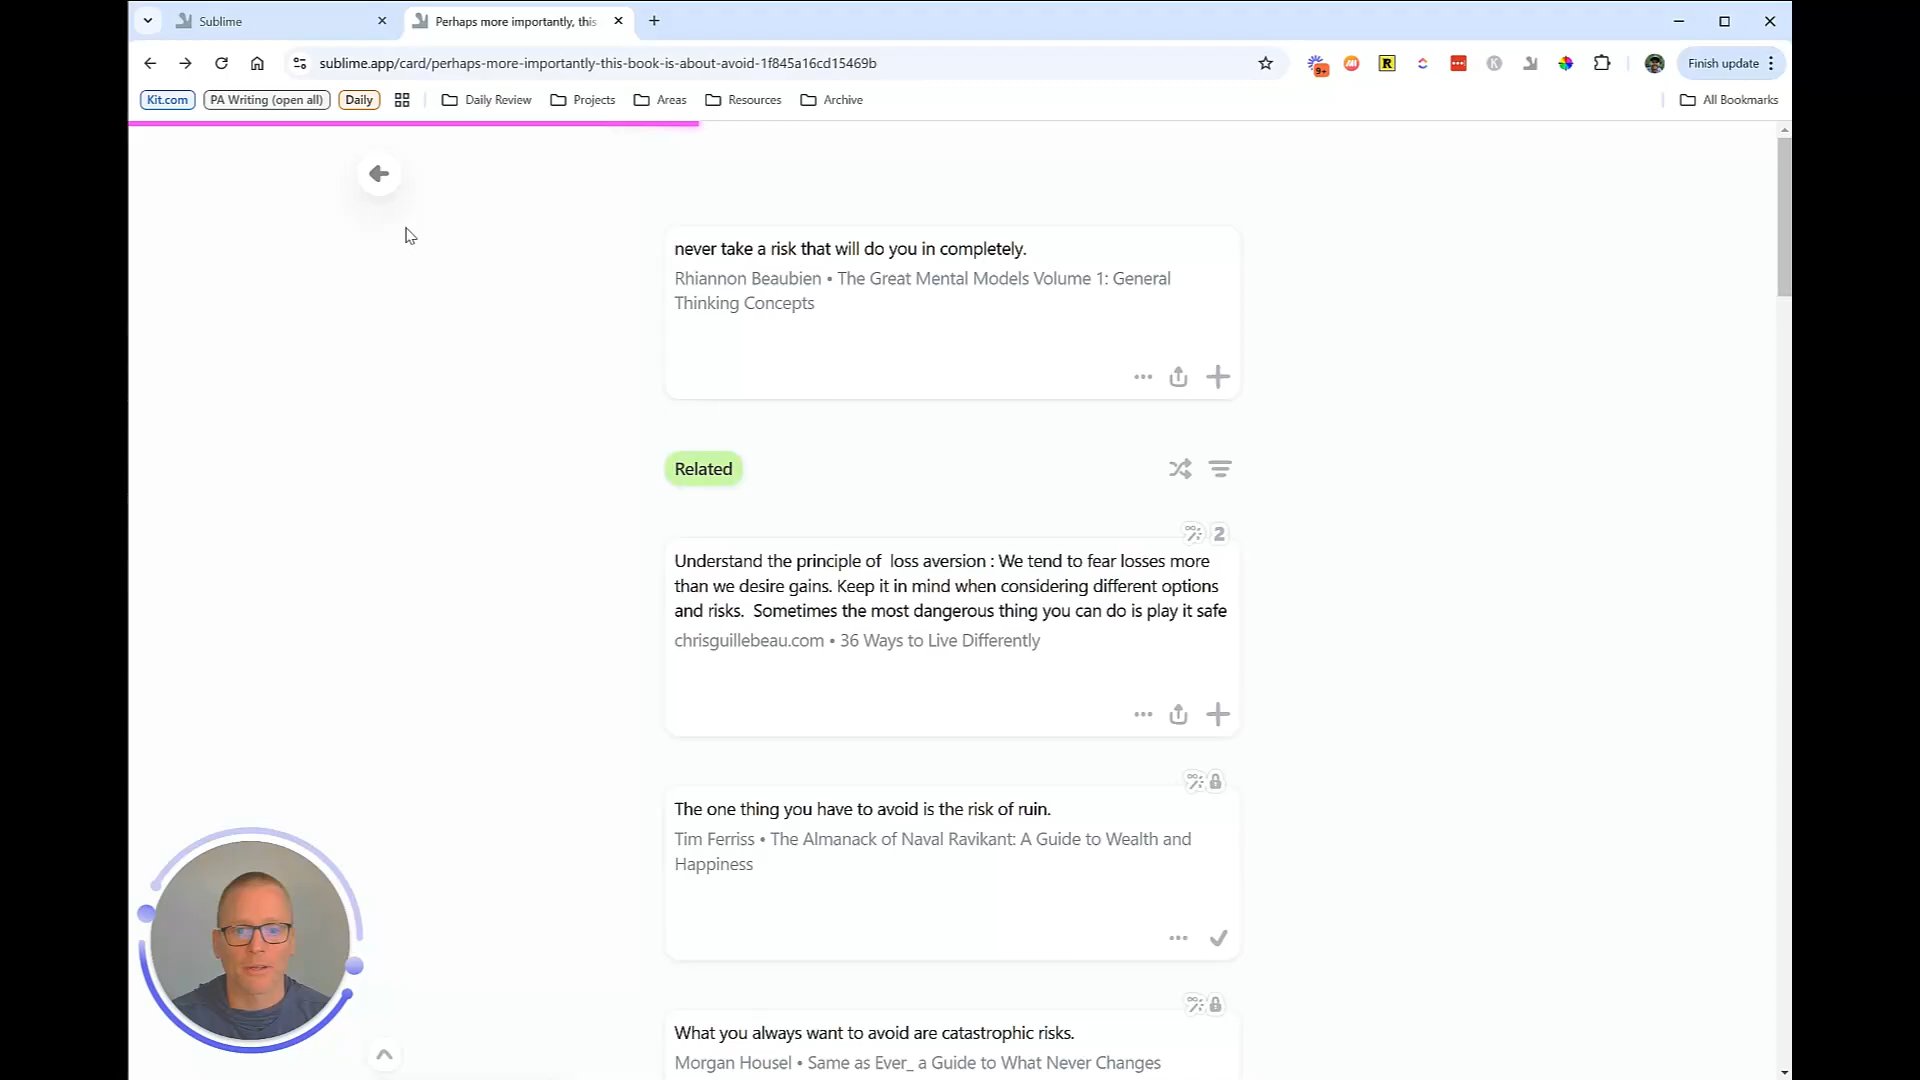 Sublime
Perhaps more importantly, this
sublime.app/card/perhaps-more-importantly-this-book-is-about-avoid-1f845a16cd15469b
9+
R
K
Finish update
Kit.com
PA Writing (open all)
Daily
Daily Review
Projects
Areas
Resources
Archive
All Bookmarks
never take a risk that will do you in completely.
Rhiannon Beaubien • The Great Mental Models Volume 1: General
Thinking Concepts
Related
2
Understand the principle of  loss aversion : We tend to fear losses more
than we desire gains. Keep it in mind when considering different options
and risks.  Sometimes the most dangerous thing you can do is play it safe
chrisguillebeau.com • 36 Ways to Live Differently
The one thing you have to avoid is the risk of ruin.
Tim Ferriss • The Almanack of Naval Ravikant: A Guide to Wealth and
Happiness
What you always want to avoid are catastrophic risks.
Morgan Housel • Same as Ever_ a Guide to What Never Changes